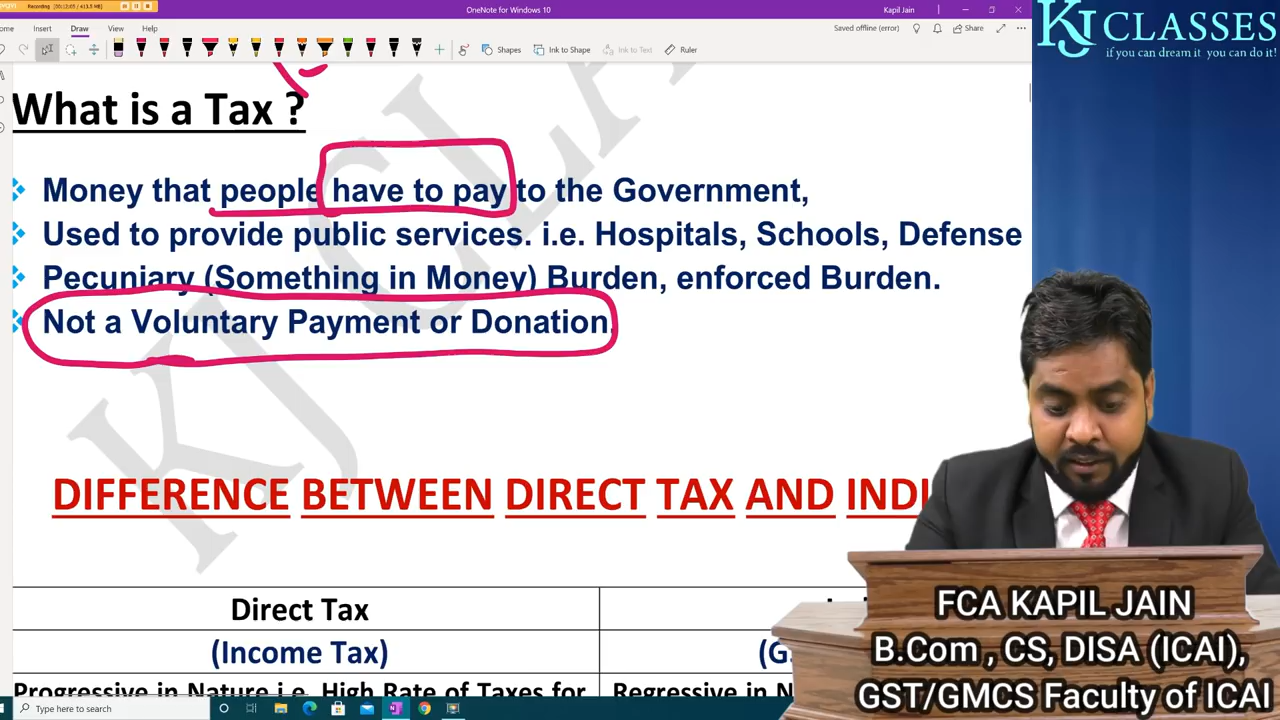 Recording
OneNote for Windows 10
Kapil Jain
Insert
Draw
View
Help
Saved offline (error)
Share
Shapes
Ink to Shape
Ink to Text
Ruler
KJ CLASSES
if you can dream it you can do it!
What is a Tax ?
Money that people have to pay to the Government,
Used to provide public services. i.e. Hospitals, Schools, Defense
Pecuniary (Something in Money) Burden, enforced Burden.
Not a Voluntary Payment or Donation.
KJ CLA
DIFFERENCE BETWEEN DIRECT TAX AND INDI
Direct Tax
(Income Tax)
(G
Progressive in Nature i.e. High Rate of Taxes for
Regressive in N
FCA KAPIL JAIN
B.Com , CS, DISA (ICAI),
GST/GMCS Faculty of ICAI
Type here to search